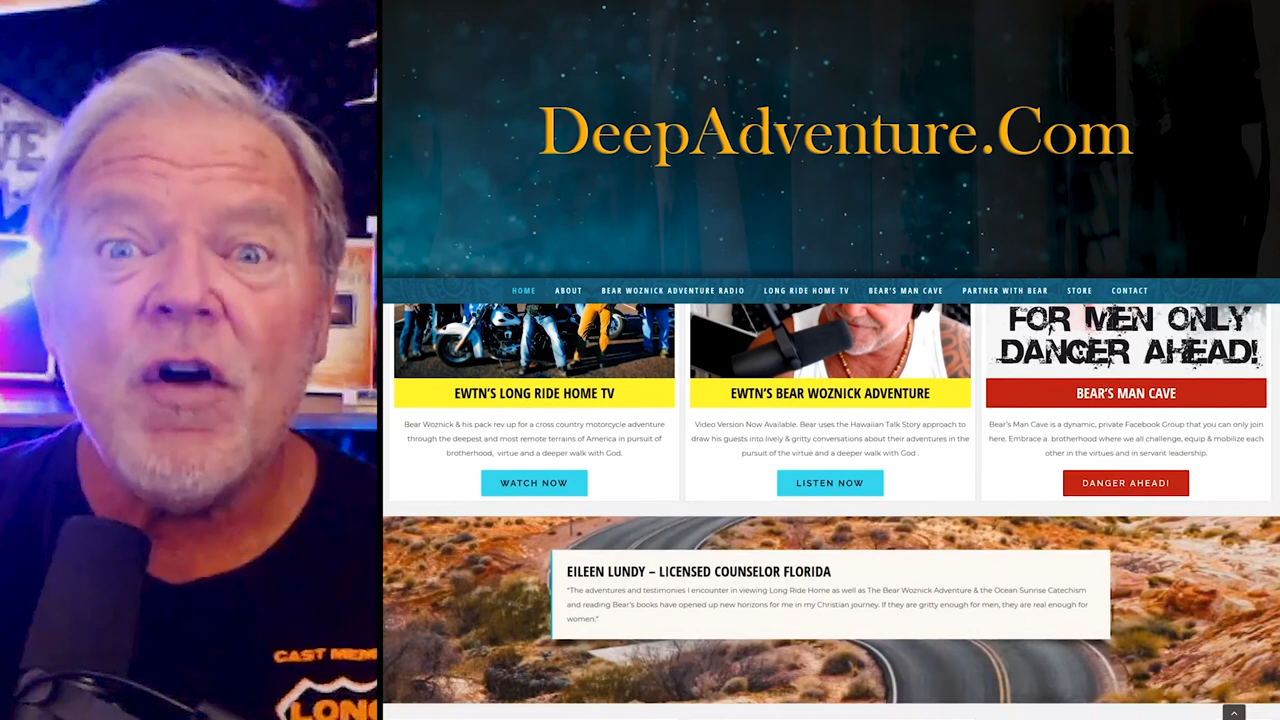 DeepAdventure.Com
HOME ABOUT BEAR WOZNICK ADVENTURE RADIO LONG RIDE HOME TV BEAR'S MAN CAVE PARTNER WITH BEAR STORE CONTACT
FOR MEN ONLY
DANGER AHEAD!
EWTN'S LONG RIDE HOME TV
Bear Woznick & his pack rev up for a cross country motorcycle adventure
through the deepest and most remote terrains of America in pursuit of
brotherhood, virtue and a deeper walk with God.
WATCH NOW
EWTN'S BEAR WOZNICK ADVENTURE
Video Version Now Available. Bear uses the Hawaiian Talk Story approach to
draw his guests into lively & gritty conversations about their adventures in the
pursuit of the virtue and a deeper walk with God .
LISTEN NOW
BEAR'S MAN CAVE
Bear's Man Cave is a dynamic, private Facebook Group that you can only join
here. Embrace a brotherhood where we all challenge, equip & mobilize each
other in the virtues and in servant leadership.
DANGER AHEAD!
EILEEN LUNDY – LICENSED COUNSELOR FLORIDA
"The adventures and testimonies I encounter in viewing Long Ride Home as well as The Bear Woznick Adventure & the Ocean Sunrise Catechism
and reading Bear's books have opened up new horizons for me in my Christian journey. If they are gritty enough for men, they are real enough for
women."
CAST MEM
LONG